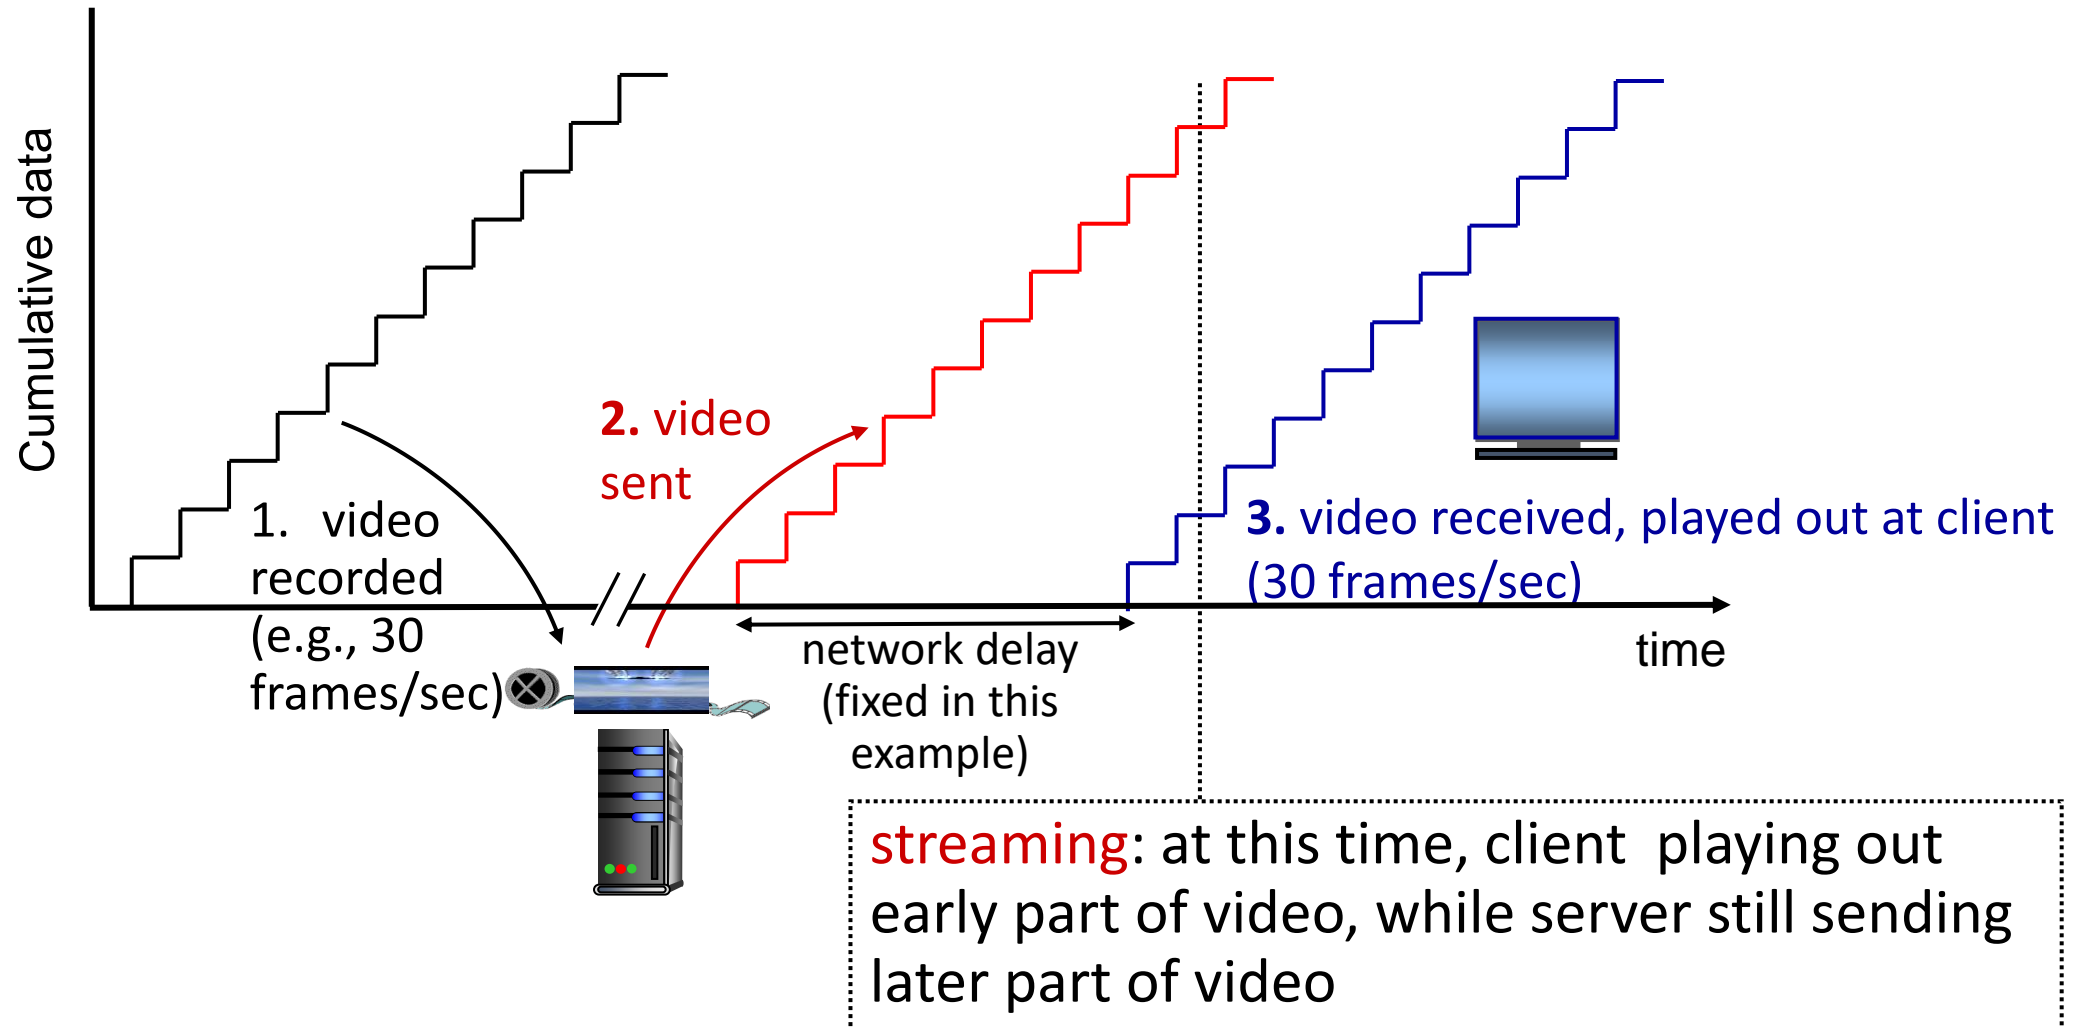 Cumulative data
1. video
recorded
(e.g., 30
frames/sec)
2. video
sent
3. video received, played out at client
(30 frames/sec)
network delay
(fixed in this
example)
time
streaming: at this time, client playing out
early part of video, while server still sending
later part of video